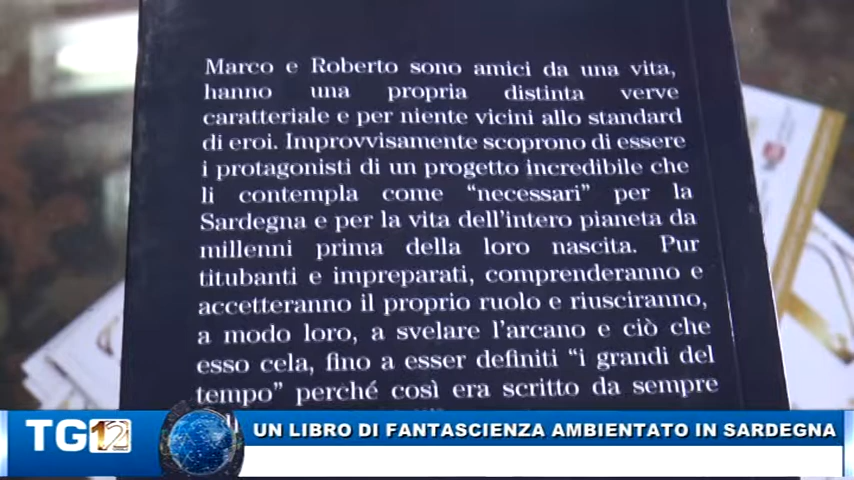 Marco e Roberto sono amici da una vita,
hanno una propria distinta verve
caratteriale e per niente vicini allo standard
di eroi. Improvvisamente scoprono di essere
i protagonisti di un progetto incredibile che
li contempla come “necessari” per la
Sardegna e per la vita dell’intero pianeta da
millenni prima della loro nascita. Pur
titubanti e impreparati, comprenderanno e
accetteranno il proprio ruolo e riusciranno,
a modo loro, a svelare l’arcano e ciò che
esso cela, fino a esser definiti “i grandi del
tempo” perché così era scritto da sempre
TG12 UN LIBRO DI FANTASCIENZA AMBIENTATO IN SARDEGNA